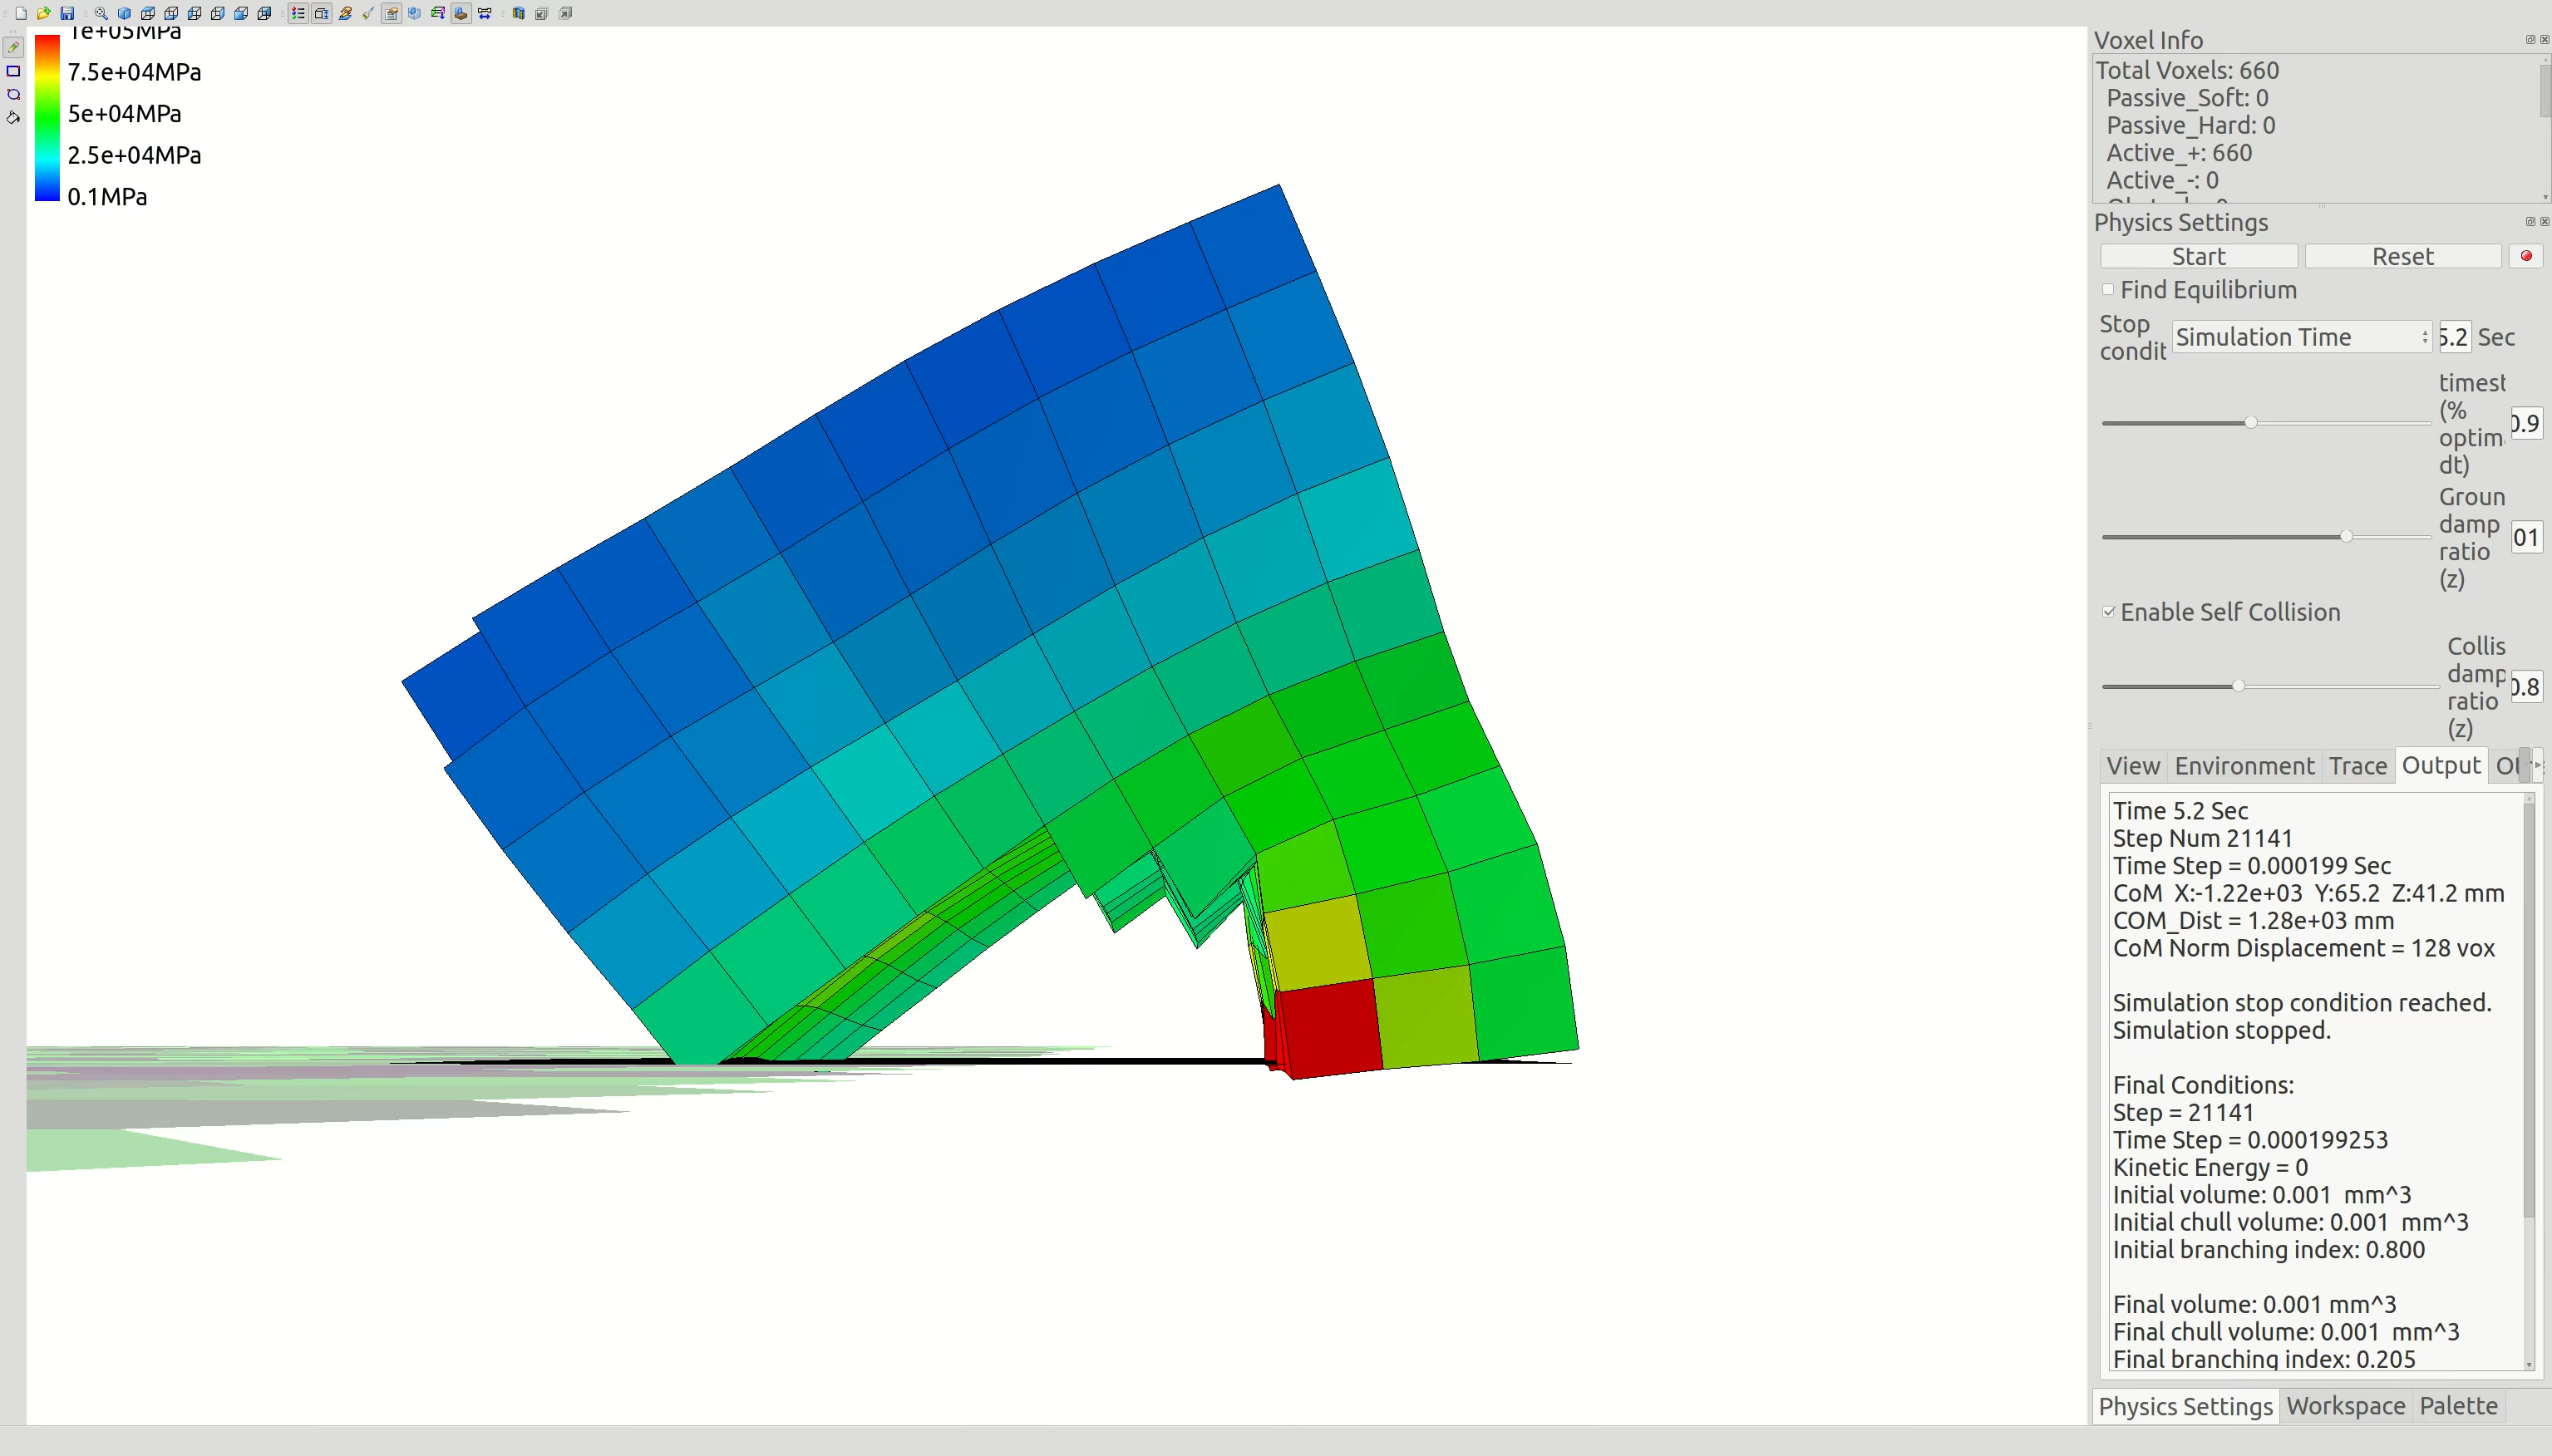 1e+05MPa
7.5e+04MPa
5e+04MPa
2.5e+04MPa
0.1MPa
Voxel Info
Total Voxels: 660
Passive_Soft: 0
Passive_Hard: 0
Active_+: 660
Active_-: 0
Physics Settings
Start Reset
Find Equilibrium
Stop
condit
Simulation Time 5.2 Sec
timest
(%
optim
dt)
0.9
Groun
damp
ratio
(z)
01
Enable Self Collision
Collis
damp
ratio
(z)
0.8
View Environment Trace Output
Time 5.2 Sec
Step Num 21141
Time Step = 0.000199 Sec
CoM X:-1.22e+03 Y:65.2 Z:41.2 mm
COM_Dist = 1.28e+03 mm
CoM Norm Displacement = 128 vox
Simulation stop condition reached.
Simulation stopped.
Final Conditions:
Step = 21141
Time Step = 0.000199253
Kinetic Energy = 0
Initial volume: 0.001 mm^3
Initial chull volume: 0.001 mm^3
Initial branching index: 0.800
Final volume: 0.001 mm^3
Final chull volume: 0.001 mm^3
Final branching index: 0.205
Physics Settings Workspace Palette